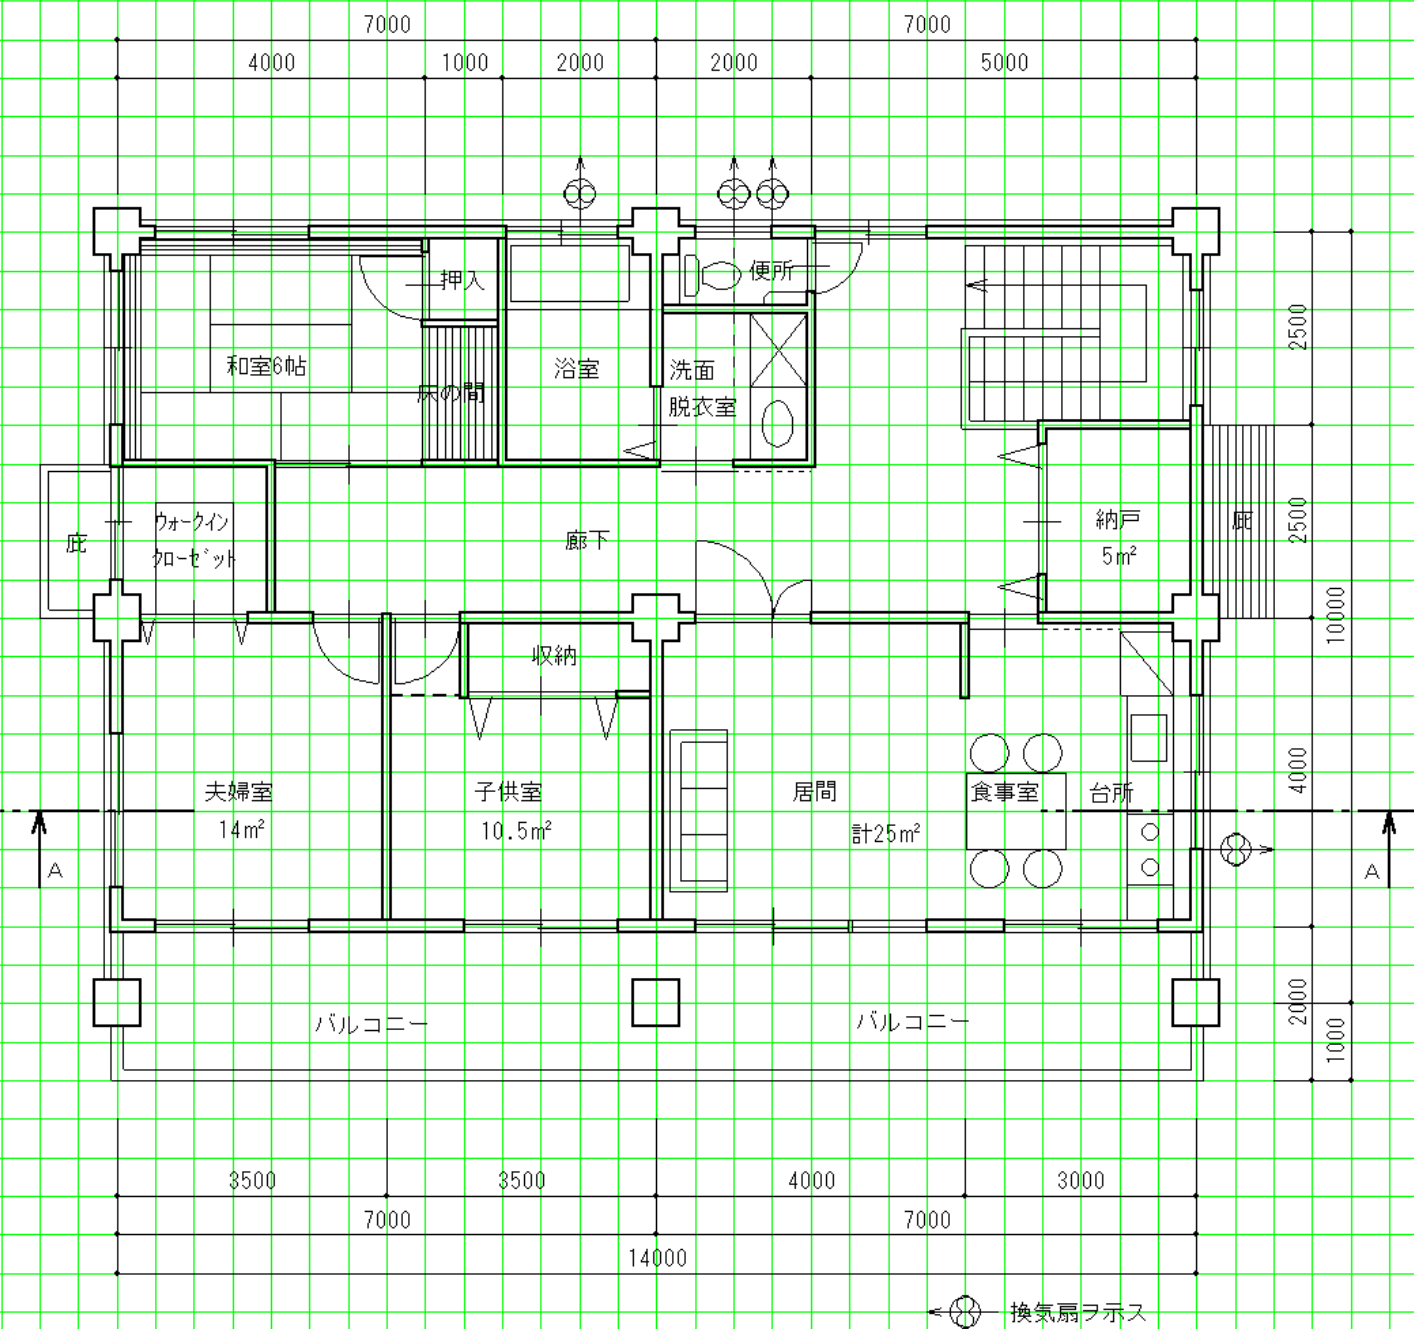 7000
7000
4000
1000
2000
2000
5000
押入
便所
和室6帖
浴室
洗面
脱衣室
の間
2500
ウォークイン
クローゼット
庇
廊下
納戸
5㎡
庇
2500
10000
収納
夫婦室
14㎡
子供室
10.5㎡
居間
食事室
台所
計25㎡
4000
A
A
バルコニー
バルコニー
2000
1000
3500
3500
4000
3000
7000
7000
14000
換気扇ヲ示ス